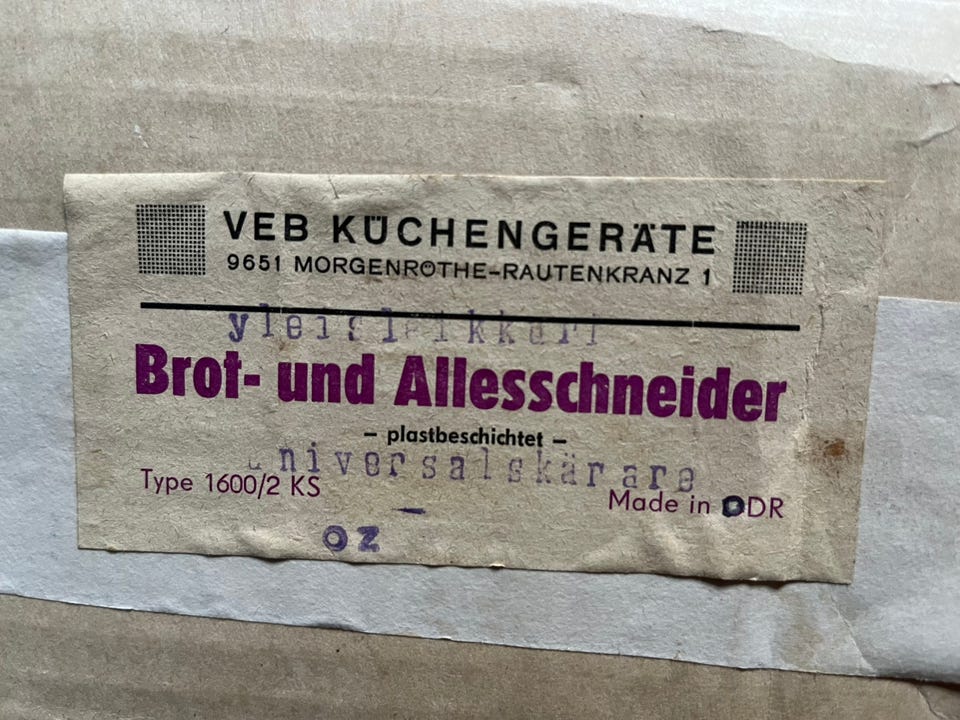 VEB KÜCHENGERÄTE
9651 MORGENRÖTHE-RAUTENKRANZ 1
yleisleikkari
Brot- und Allesschneider
– plastbeschichtet –
universalskärare
Type 1600/2 KS
Made in DDR
OZ